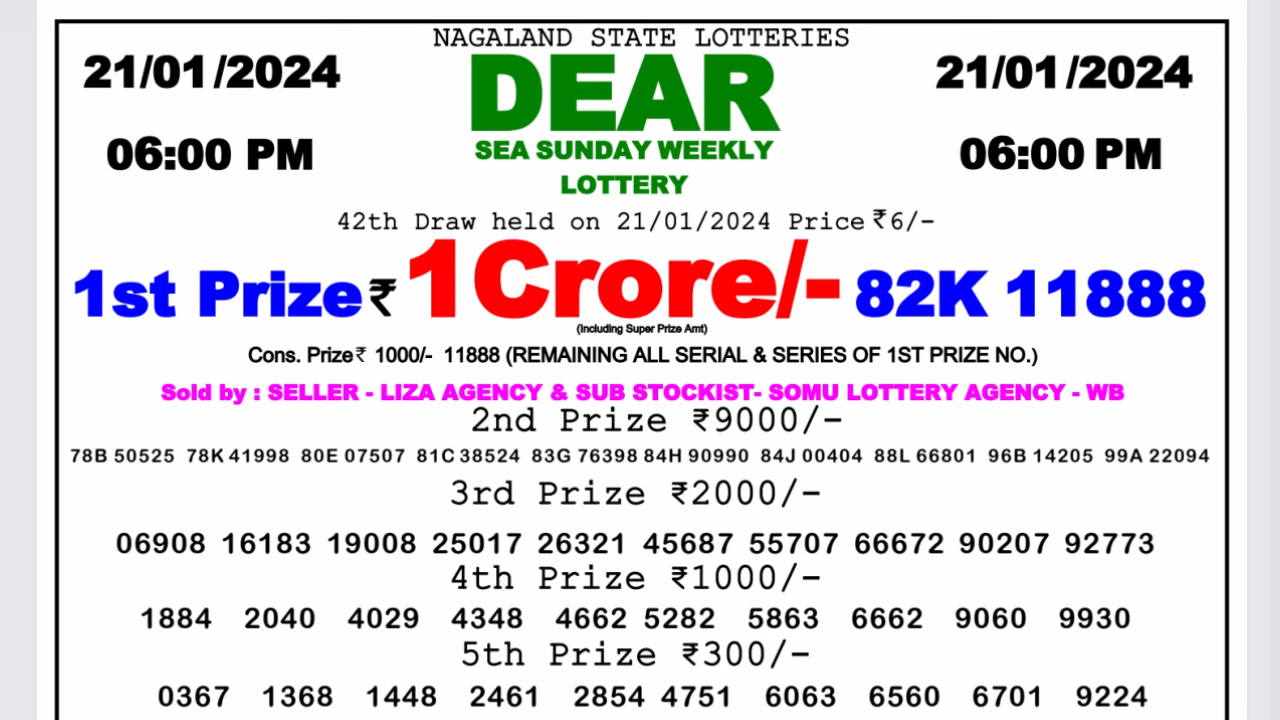 NAGALAND STATE LOTTERIES
21/01/2024 DEAR 21/01/2024
06:00 PM SEA SUNDAY WEEKLY 06:00 PM
LOTTERY
42th Draw held on 21/01/2024 Price ₹6/-
1st Prize ₹ 1Crore/- 82K 11888
(Including Super Prize Amt)
Cons. Prize₹ 1000/- 11888 (REMAINING ALL SERIAL & SERIES OF 1ST PRIZE NO.)
Sold by : SELLER - LIZA AGENCY & SUB STOCKIST- SOMU LOTTERY AGENCY - WB
2nd Prize ₹9000/-
78B 50525 78K 41998 80E 07507 81C 38524 83G 76398 84H 90990 84J 00404 88L 66801 96B 14205 99A 22094
3rd Prize ₹2000/-
06908 16183 19008 25017 26321 45687 55707 66672 90207 92773
4th Prize ₹1000/-
1884 2040 4029 4348 4662 5282 5863 6662 9060 9930
5th Prize ₹300/-
0367 1368 1448 2461 2854 4751 6063 6560 6701 9224